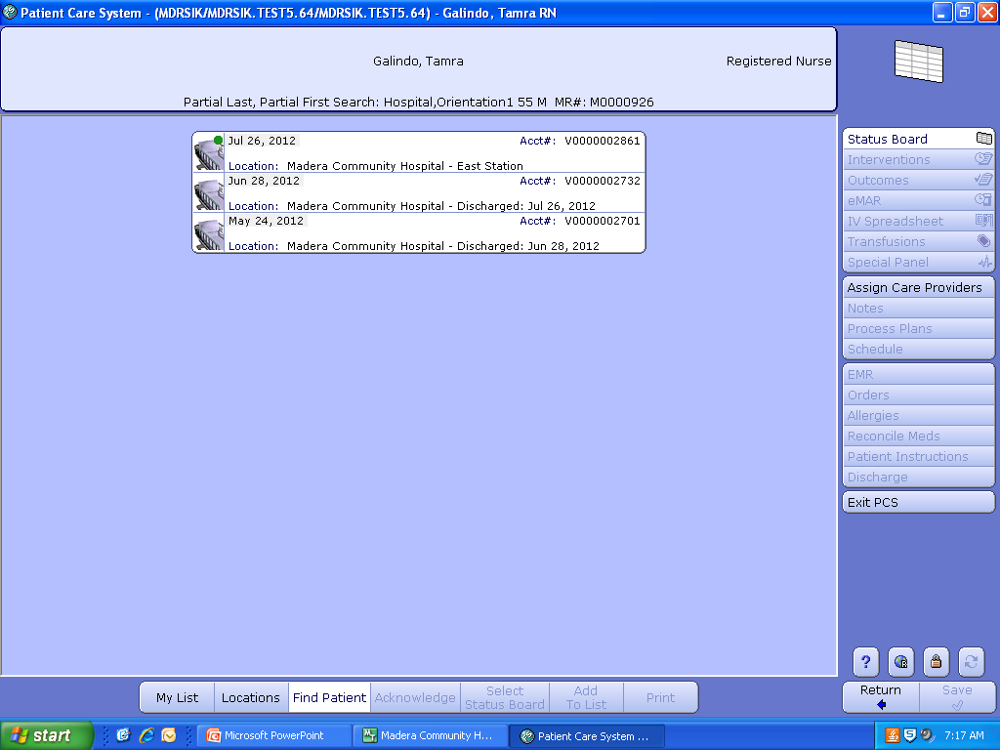 Patient Care System - (MDRSIK/MDRSIK.TEST5.64/MDRSIK.TEST5.64) - Galindo, Tamra RN
Galindo, Tamra
Registered Nurse
Partial Last, Partial First Search: Hospital,Orientation1 55 M MR#: M0000926
Jul 26, 2012 Acct#: V0000002861
Location: Madera Community Hospital - East Station
Jun 28, 2012 Acct#: V0000002732
Location: Madera Community Hospital - Discharged: Jul 26, 2012
May 24, 2012 Acct#: V0000002701
Location: Madera Community Hospital - Discharged: Jun 28, 2012
Status Board
Interventions
Outcomes
eMAR
IV Spreadsheet
Transfusions
Special Panel
Assign Care Providers
Notes
Process Plans
Schedule
EMR
Orders
Allergies
Reconcile Meds
Patient Instructions
Discharge
Exit PCS
?
My List
Locations
Find Patient
Acknowledge
Select
Status Board
Add
To List
Print
Return
Save
start
Microsoft PowerPoint
Madera Community H...
Patient Care System ...
7:17 AM